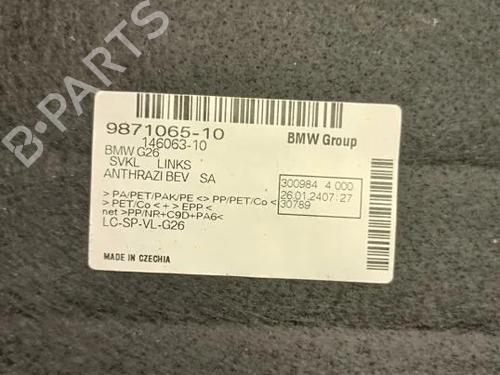 9871065-10
146063-10
BMW Group
BMW G26
SVKL LINKS
ANTHRAZI BEV SA
300984 4 000
26.01.2407:27
30789
> PA/PET/PAK/PE <> PP/PET/Co <
> PET/Co < + > EPP <
net >PP/NR+C9D+PA6<
LC-SP-VL-G26
MADE IN CZECHIA
B-PARTS